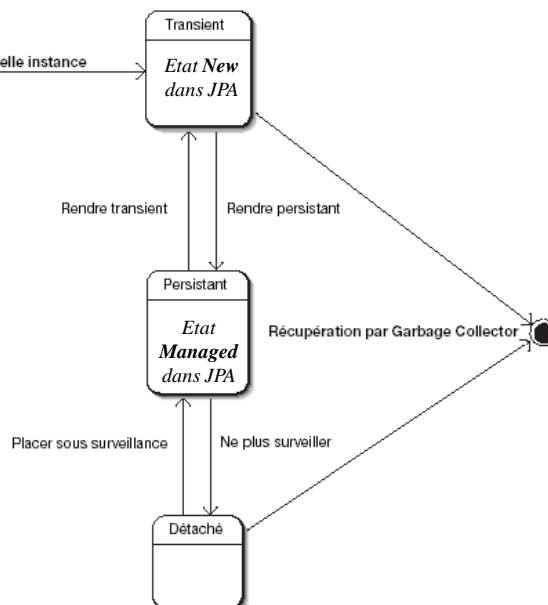 Transient
elle instance
Etat New
dans JPA
Rendre transient
Rendre persistant
Persistant
Etat
Managed
dans JPA
Récupération par Garbage Collector
Placer sous surveillance
Ne plus surveiller
Détaché